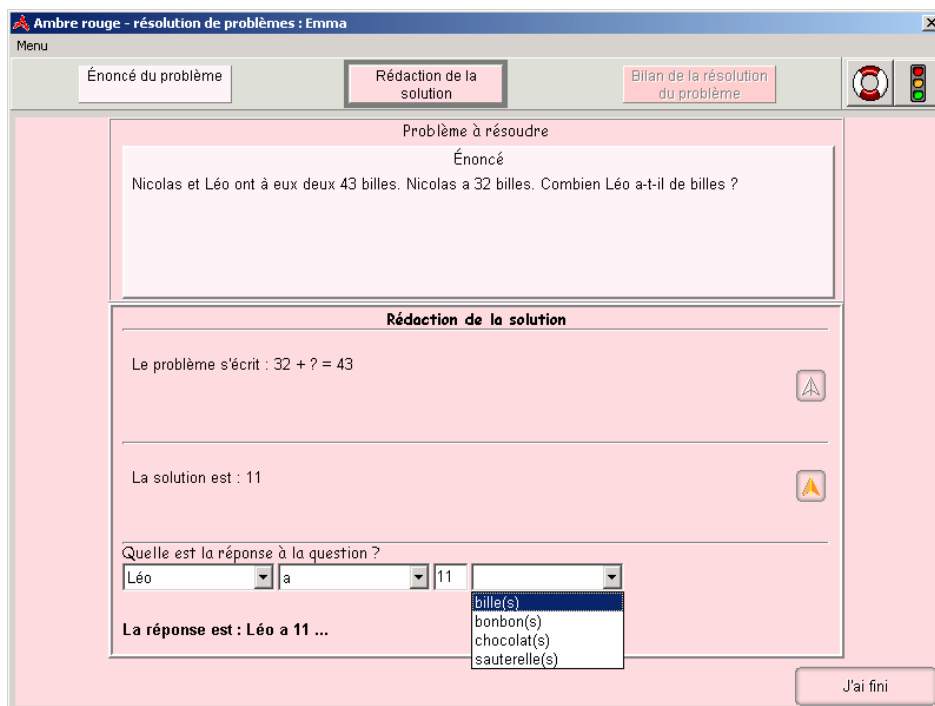 Ambre rouge - résolution de problèmes : Emma
Menu
Énoncé du problème
Rédaction de la
solution
Bilan de la résolution
du problème
Problème à résoudre
Énoncé
Nicolas et Léo ont à eux deux 43 billes. Nicolas a 32 billes. Combien Léo a-t-il de billes ?
Rédaction de la solution
Le problème s'écrit : 32 + ? = 43
La solution est : 11
Quelle est la réponse à la question ?
Léo a 11
bille(s)
bonbon(s)
chocolat(s)
sauterelle(s)
La réponse est : Léo a 11 ...
J'ai fini